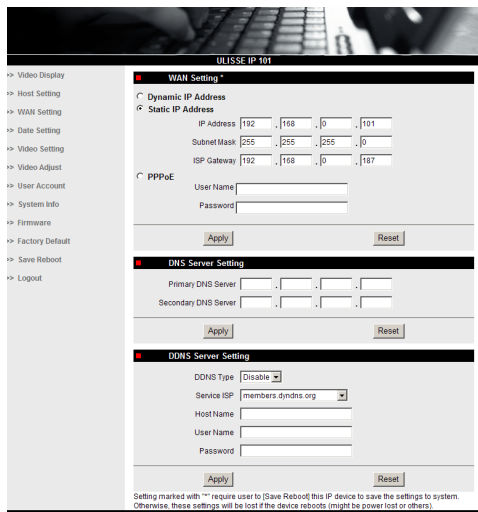 ULISSE IP 101
>> Video Display
>> Host Setting
>> WAN Setting
>> Date Setting
>> Video Setting
>> Video Adjust
>> User Account
>> System Info
>> Firmware
>> Factory Default
>> Save Reboot
>> Logout
WAN Setting *
Dynamic IP Address
Static IP Address
IP Address 192 . 168 . 0 . 101
Subnet Mask 255 . 255 . 255 . 0
ISP Gateway 192 . 168 . 0 . 187
PPPoE
User Name
Password
Apply Reset
DNS Server Setting
Primary DNS Server . . .
Secondary DNS Server . . .
Apply Reset
DDNS Server Setting
DDNS Type Disable
Service ISP members.dyndns.org
Host Name
User Name
Password
Apply Reset
Setting marked with "*" require user to [Save Reboot] this IP device to save the settings to system.
Otherwise, these settings will be lost if the device reboots (might be power lost or others).